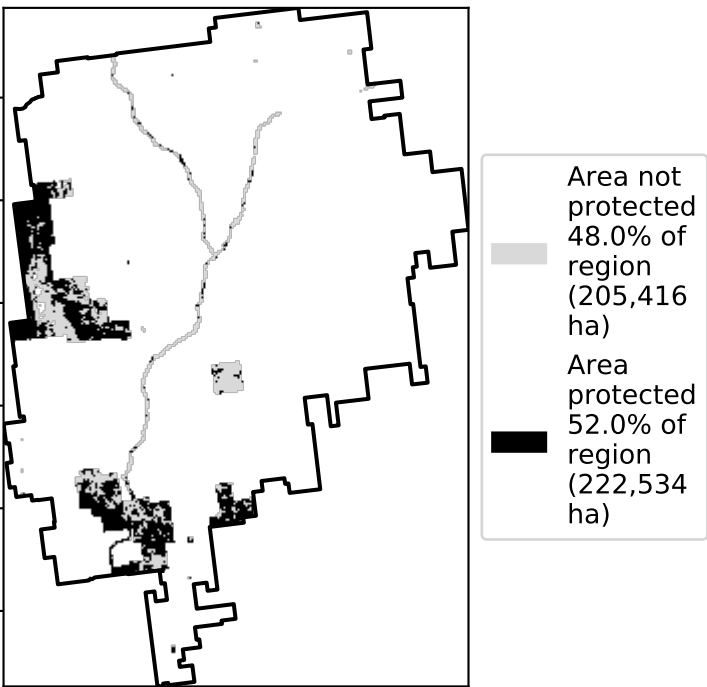 Area not
protected
48.0% of
region
(205,416
ha)
Area
protected
52.0% of
region
(222,534
ha)